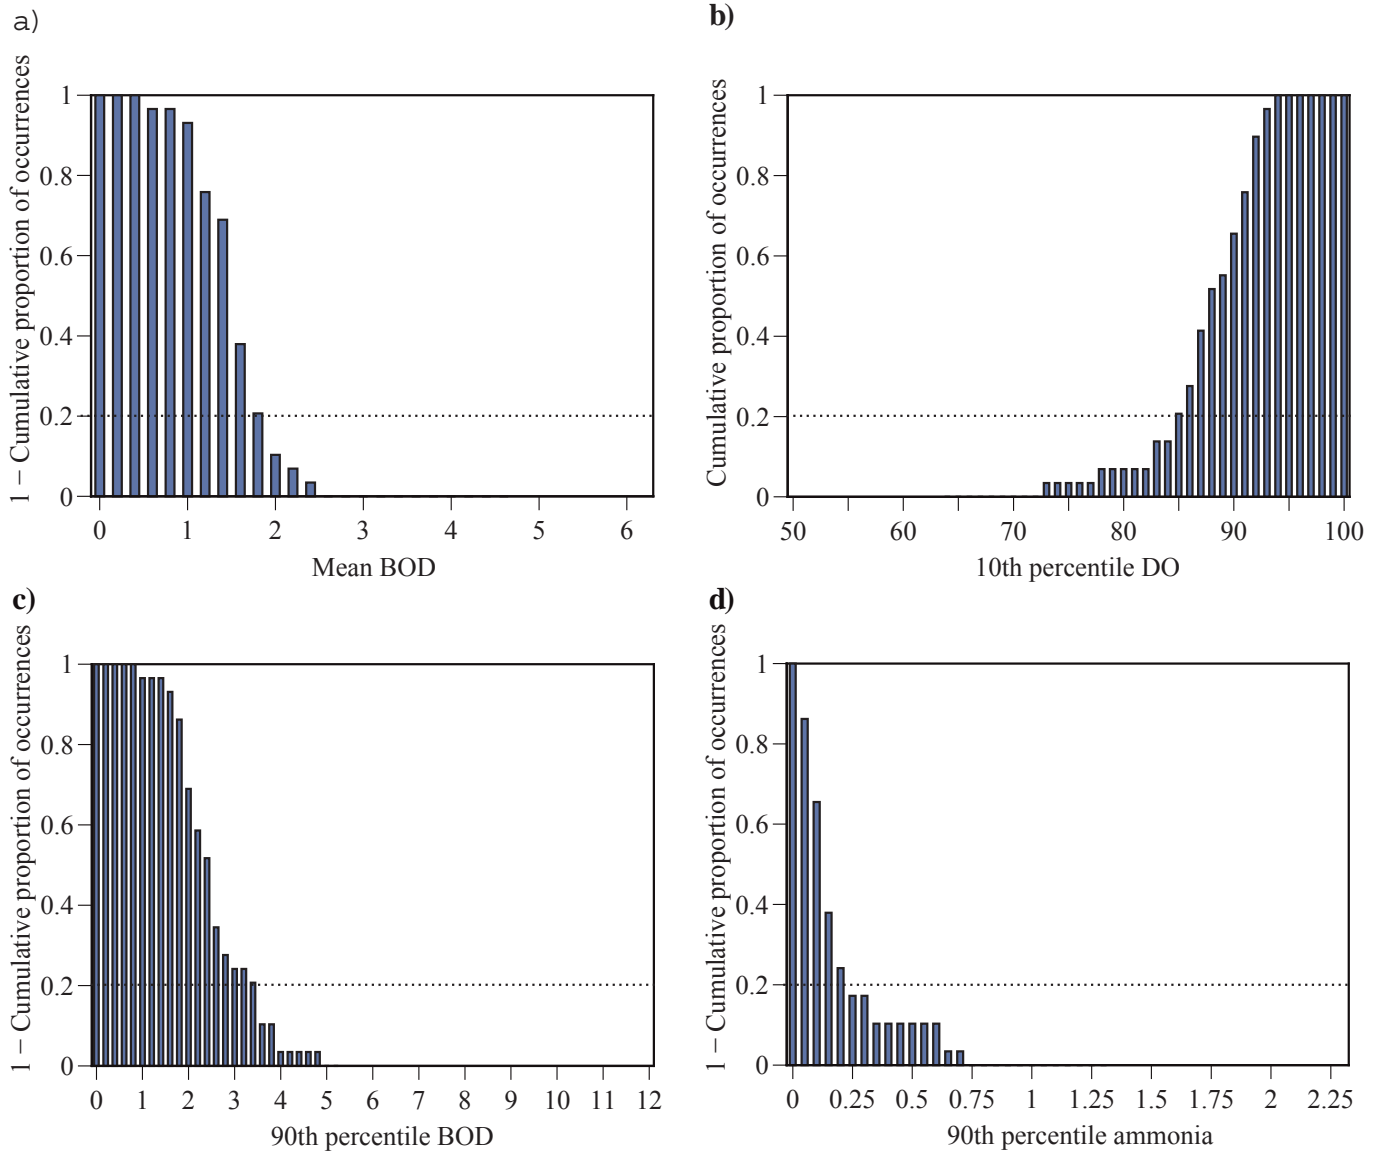 a)
1 – Cumulative proportion of occurrences
1
0.8
0.6
0.4
0.2
0
0 1 2 3 4 5 6
Mean BOD
b)
Cumulative proportion of occurrences
1
0.8
0.6
0.4
0.2
0
50 60 70 80 90 100
10th percentile DO
c)
1 – Cumulative proportion of occurrences
1
0.8
0.6
0.4
0.2
0
0 1 2 3 4 5 6 7 8 9 10 11 12
90th percentile BOD
d)
1 – Cumulative proportion of occurrences
1
0.8
0.6
0.4
0.2
0
0 0.25 0.5 0.75 1 1.25 1.5 1.75 2 2.25
90th percentile ammonia